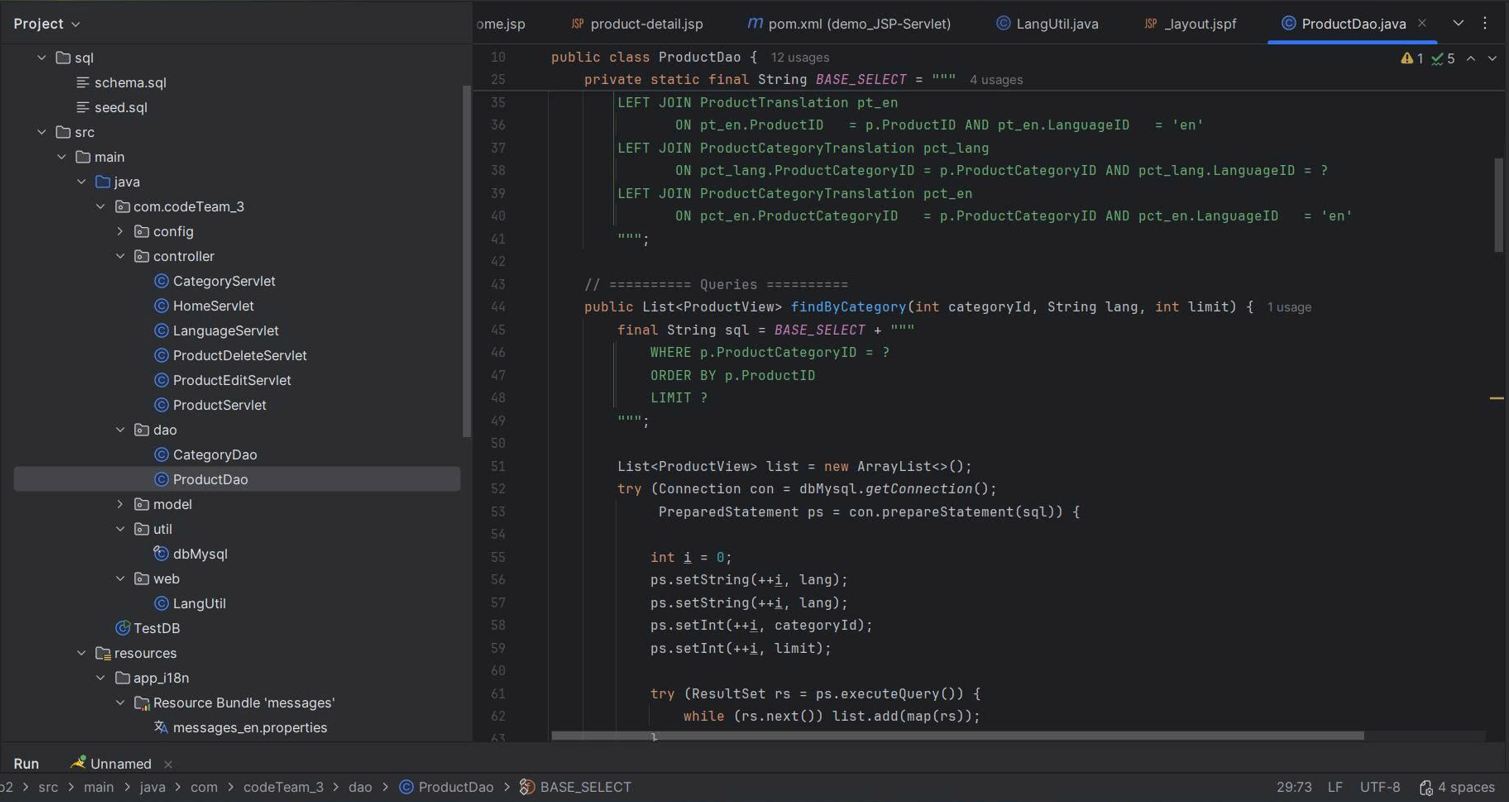 Project
sql
schema.sql
seed.sql
src
main
java
com.codeTeam_3
config
controller
CategoryServlet
HomeServlet
LanguageServlet
ProductDeleteServlet
ProductEditServlet
ProductServlet
dao
CategoryDao
ProductDao
model
util
dbMysql
web
LangUtil
TestDB
resources
app_i18n
Resource Bundle 'messages'
messages_en.properties
ome.jsp JSP product-detail.jsp m pom.xml (demo_JSP-Servlet) C LangUtil.java JSP _layout.jspf C ProductDao.java
1 5
10 public class ProductDao { 12 usages
25 private static final String BASE_SELECT = """ 4 usages
35 LEFT JOIN ProductTranslation pt_en
36 ON pt_en.ProductID = p.ProductID AND pt_en.LanguageID = 'en'
37 LEFT JOIN ProductCategoryTranslation pct_lang
38 ON pct_lang.ProductCategoryID = p.ProductCategoryID AND pct_lang.LanguageID = ?
39 LEFT JOIN ProductCategoryTranslation pct_en
40 ON pct_en.ProductCategoryID = p.ProductCategoryID AND pct_en.LanguageID = 'en'
41 """;
42
43 // ========== Queries ==========
44 public List<ProductView> findByCategory(int categoryId, String lang, int limit) { 1 usage
45 final String sql = BASE_SELECT + """
46 WHERE p.ProductCategoryID = ?
47 ORDER BY p.ProductID
48 LIMIT ?
49 """;
50
51 List<ProductView> list = new ArrayList<>();
52 try (Connection con = dbMysql.getConnection();
53 PreparedStatement ps = con.prepareStatement(sql)) {
54
55 int i = 0;
56 ps.setString(++i, lang);
57 ps.setString(++i, lang);
58 ps.setInt(++i, categoryId);
59 ps.setInt(++i, limit);
60
61 try (ResultSet rs = ps.executeQuery()) {
62 while (rs.next()) list.add(map(rs));
63 }
Run Unnamed
src > main > java > com > codeTeam_3 > dao > ProductDao > BASE_SELECT 29:73 LF UTF-8 4 spaces